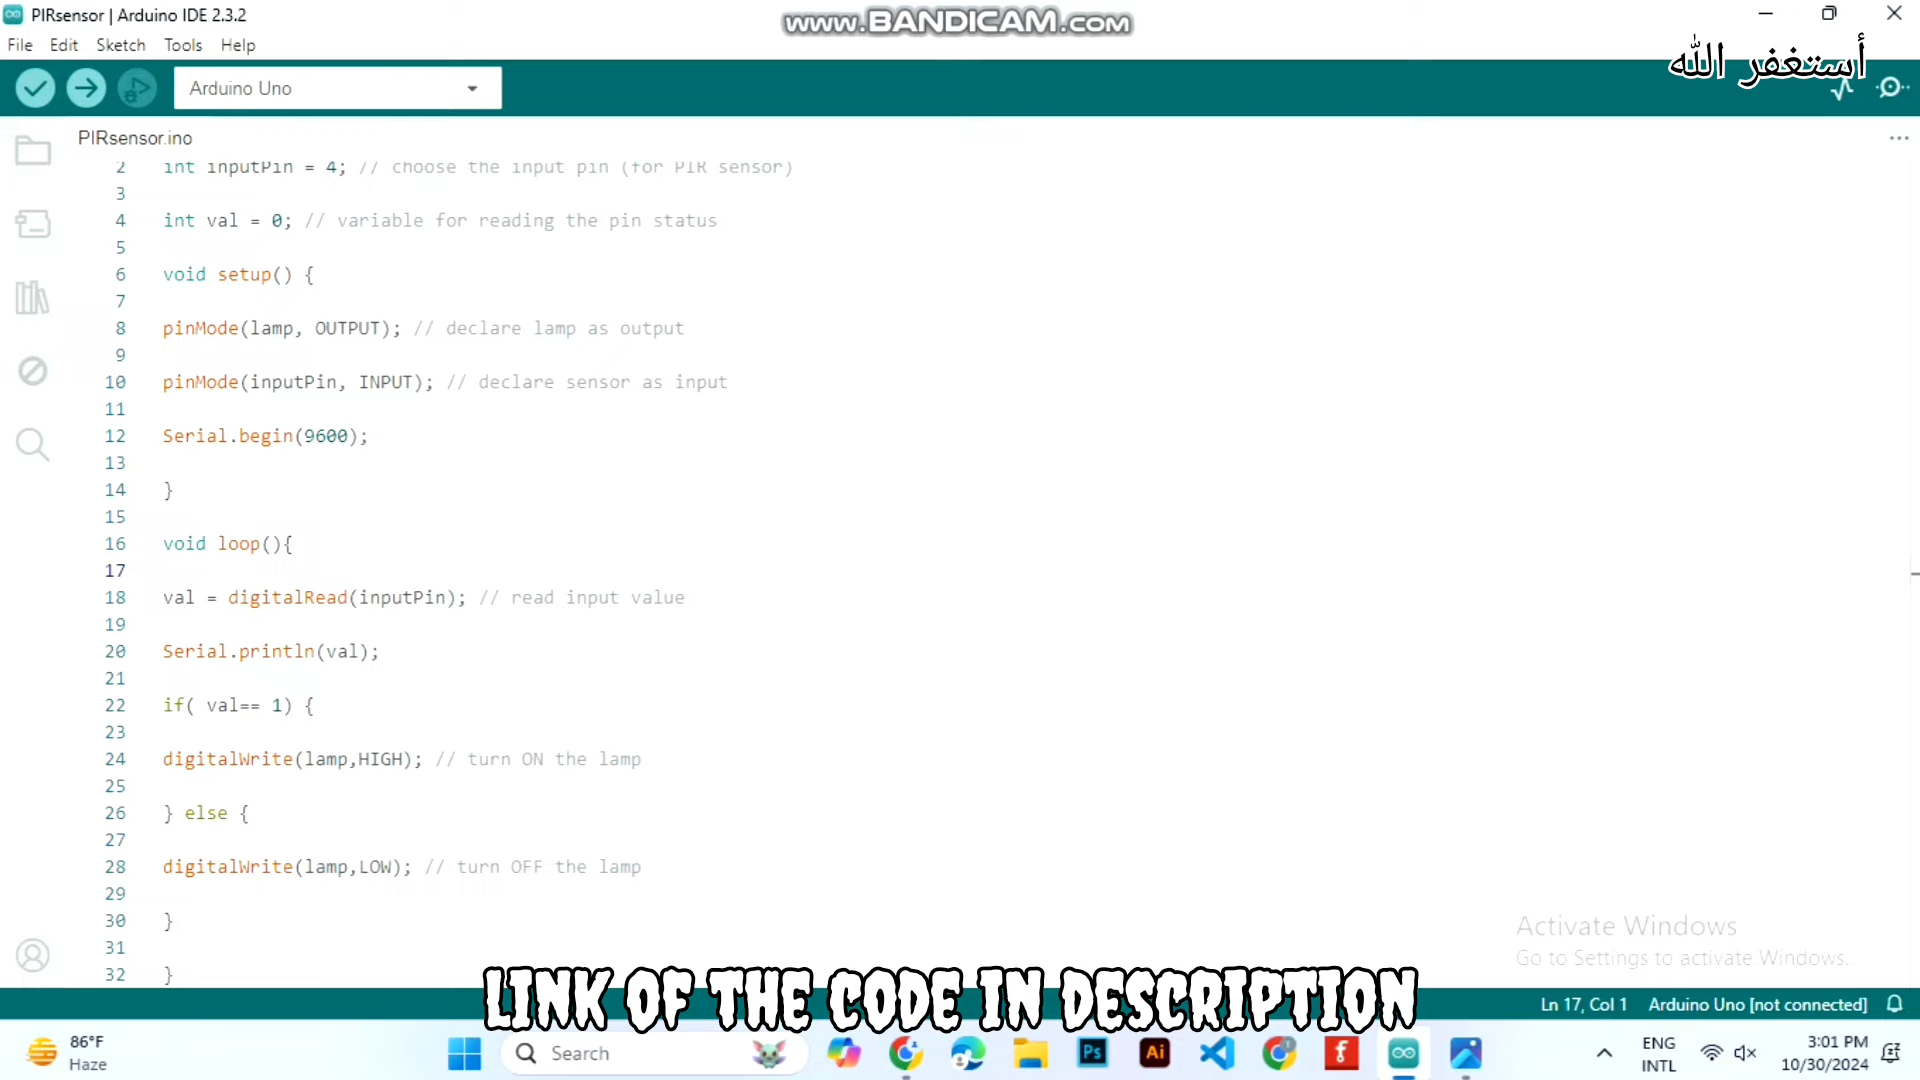 PIRsensor | Arduino IDE 2.3.2
www.BANDICAM.com
File Edit Sketch Tools Help
أستغفر الله
Arduino Uno
PIRsensor.ino
2 int inputPin = 4; // choose the input pin (for PIR sensor)
3
4 int val = 0; // variable for reading the pin status
5
6 void setup() {
7
8 pinMode(lamp, OUTPUT); // declare lamp as output
9
10 pinMode(inputPin, INPUT); // declare sensor as input
11
12 Serial.begin(9600);
13
14 }
15
16 void loop(){
17
18 val = digitalRead(inputPin); // read input value
19
20 Serial.println(val);
21
22 if( val== 1) {
23
24 digitalWrite(lamp,HIGH); // turn ON the lamp
25
26 } else {
27
28 digitalWrite(lamp,LOW); // turn OFF the lamp
29
30 }
31
32 }
Activate Windows
Go to Settings to activate Windows.
LINK OF THE CODE IN DESCRIPTION
Ln 17, Col 1 Arduino Uno [not connected]
86°F
Haze
Search
Ps
Ai
ENG
INTL
3:01 PM
10/30/2024